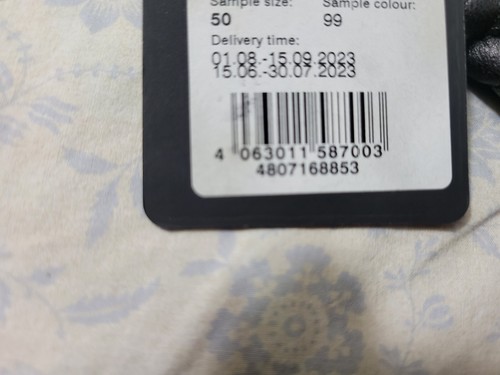 Sample size: Sample colour:
50 99
Delivery time:
01.08.-15.09.2023
15.06.-30.07.2023
4 063011 587003
4807168853